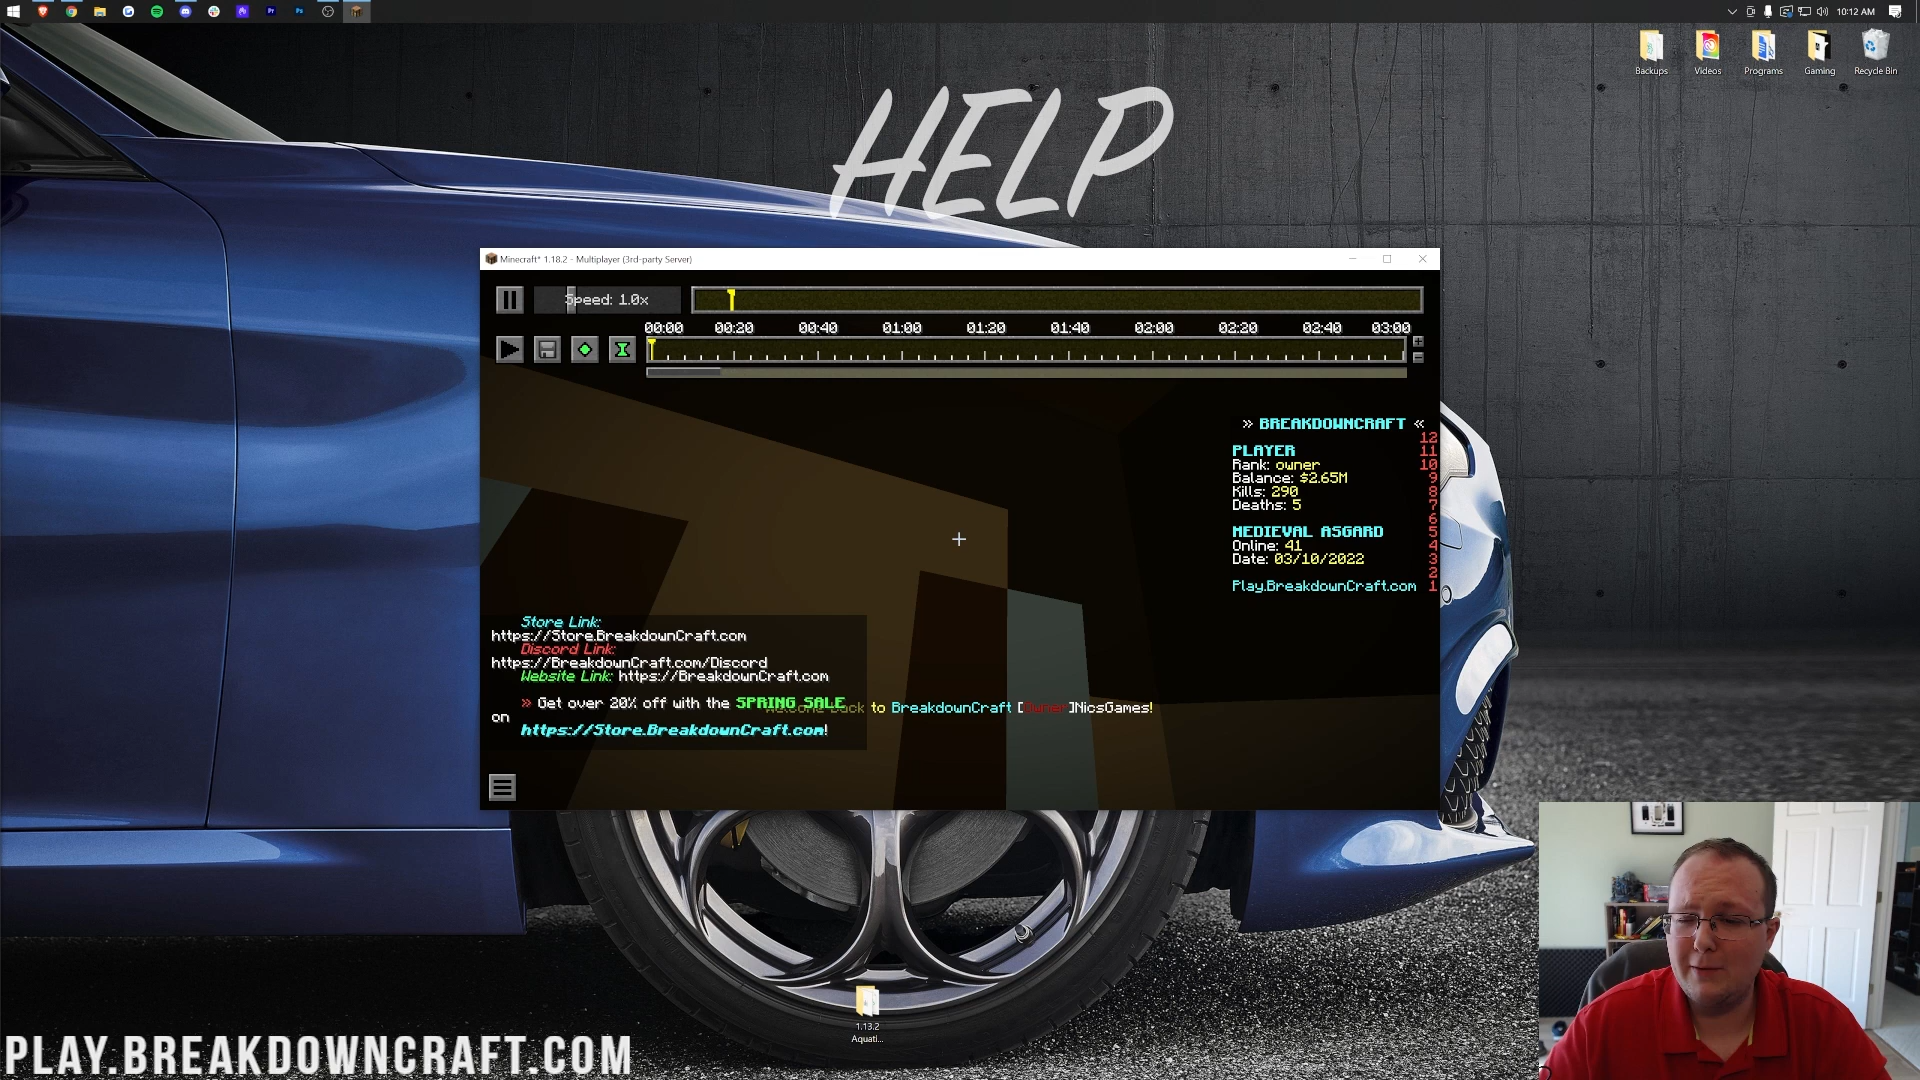 10:12 AM
Backups
Videos
Programs
Gaming
Recycle Bin
HELP
Minecraft* 1.18.2 - Multiplayer (3rd-party Server)
Speed: 1.0x
00:00 00:20 00:40 01:00 01:20 01:40 02:00 02:20 02:40 03:00
» BREAKDOWNCRAFT «
12
PLAYER 11
Rank: owner 10
Balance: $2.65M 9
Kills: 290 8
Deaths: 5 7
6
MEDIEVAL ASGARD 5
Online: 41 4
Date: 03/10/2022 3
2
Play.BreakdownCraft.com 1
Store Link:
https://Store.BreakdownCraft.com
Discord Link:
https://BreakdownCraft.com/Discord
Website Link: https://BreakdownCraft.com
» Get over 20% off with the SPRING SALE
on
https://Store.BreakdownCraft.com!
Welcome back to BreakdownCraft [Owner]NicsGames!
1.13.2
Aquati...
PLAY.BREAKDOWNCRAFT.COM